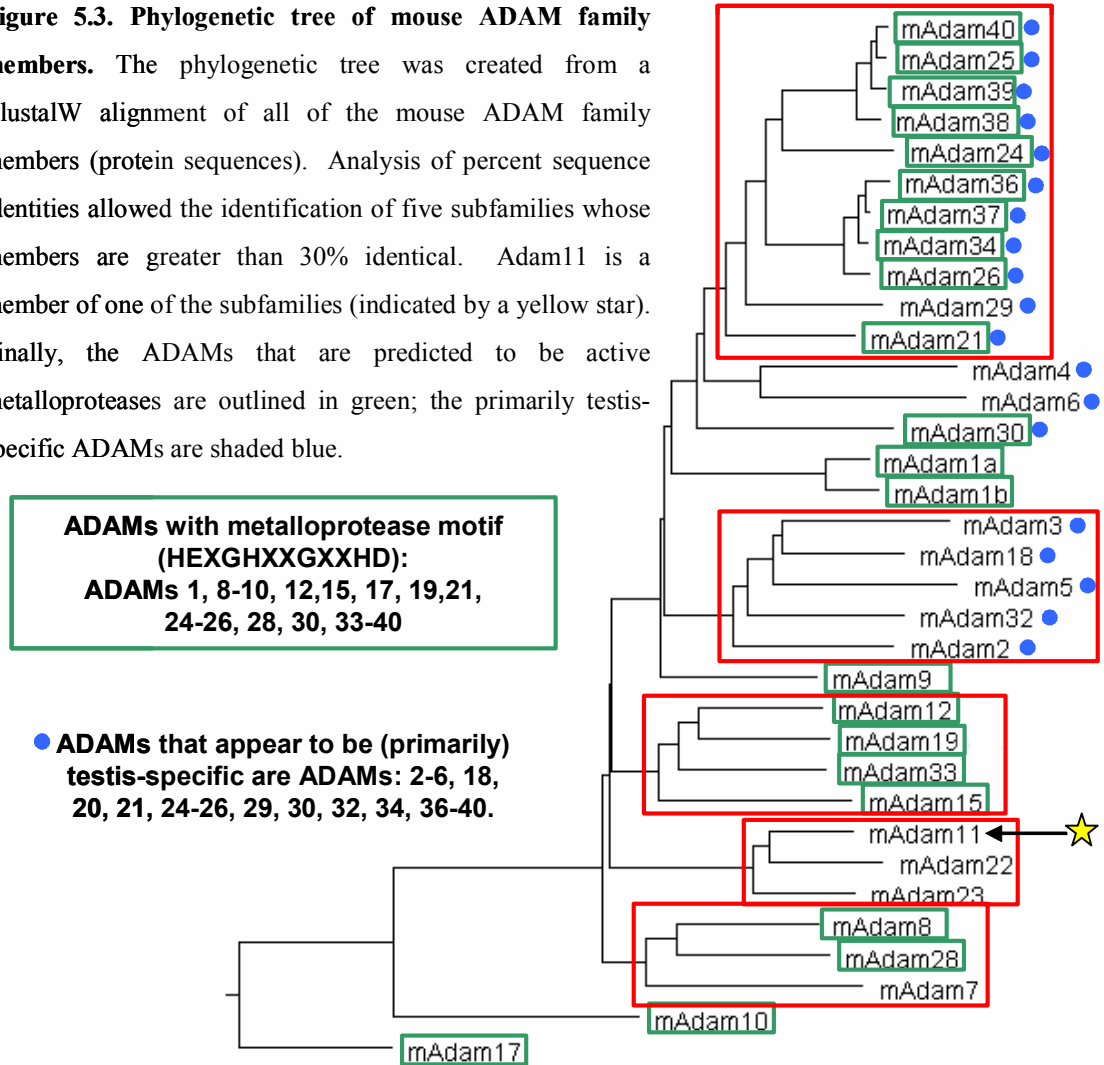 igure 5.3. Phylogenetic tree of mouse ADAM family
members. The phylogenetic tree was created from a
lustalW alignment of all of the mouse ADAM family
members (protein sequences). Analysis of percent sequence
dentities allowed the identification of five subfamilies whose
members are greater than 30% identical. Adam11 is a
member of one of the subfamilies (indicated by a yellow star).
inally, the ADAMs that are predicted to be active
metalloproteases are outlined in green; the primarily testis-
pecific ADAMs are shaded blue.
ADAMs with metalloprotease motif
(HEXGHXXGXXHD):
ADAMs 1, 8-10, 12,15, 17, 19,21,
24-26, 28, 30, 33-40
ADAMs that appear to be (primarily)
testis-specific are ADAMs: 2-6, 18,
20, 21, 24-26, 29, 30, 32, 34, 36-40.
mAdam40
mAdam25
mAdam39
mAdam38
mAdam24
mAdam36
mAdam37
mAdam34
mAdam26
mAdam29
mAdam21
mAdam4
mAdam6
mAdam30
mAdam1a
mAdam1b
mAdam3
mAdam18
mAdam5
mAdam32
mAdam2
mAdam9
mAdam12
mAdam19
mAdam33
mAdam15
mAdam11
mAdam22
mAdam23
mAdam8
mAdam28
mAdam7
mAdam10
mAdam17